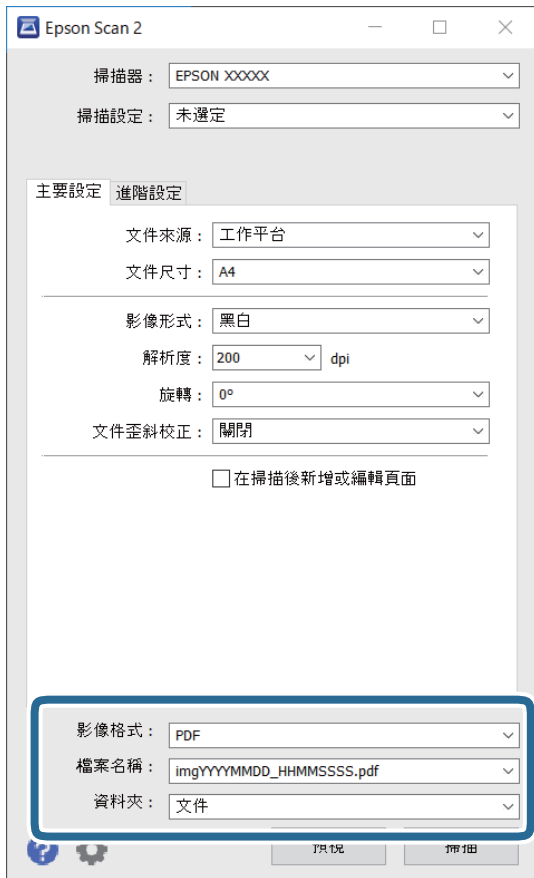 Epson Scan 2
掃描器： EPSON XXXXX
掃描設定： 未選定
主要設定 進階設定
文件來源： 工作平台
文件尺寸： A4
影像形式： 黑白
解析度： 200 dpi
旋轉： 0°
文件歪斜校正： 關閉
在掃描後新增或編輯頁面
影像格式： PDF
檔案名稱： imgYYYYMMDD_HHMMSSSS.pdf
資料夾： 文件
預視 掃描